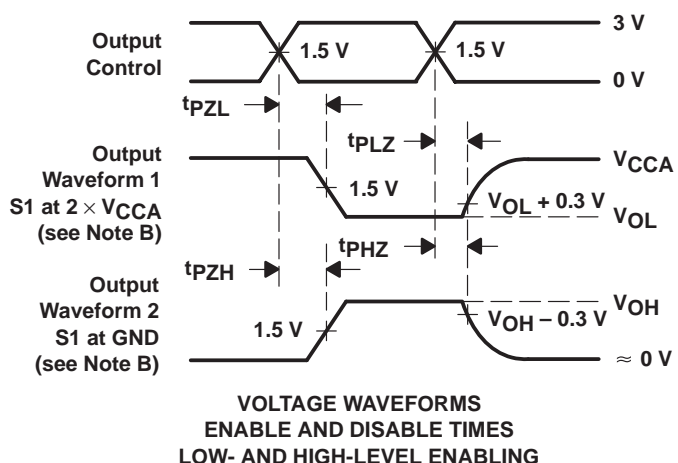 Output
Control
1.5 V
1.5 V
3 V
0 V
tPZL
tPLZ
Output
Waveform 1
S1 at 2 × VCCA
(see Note B)
1.5 V
VCCA
VOL + 0.3 V
VOL
tPZH
tPHZ
Output
Waveform 2
S1 at GND
(see Note B)
1.5 V
VOH
VOH – 0.3 V
≈ 0 V
VOLTAGE WAVEFORMS
ENABLE AND DISABLE TIMES
LOW- AND HIGH-LEVEL ENABLING